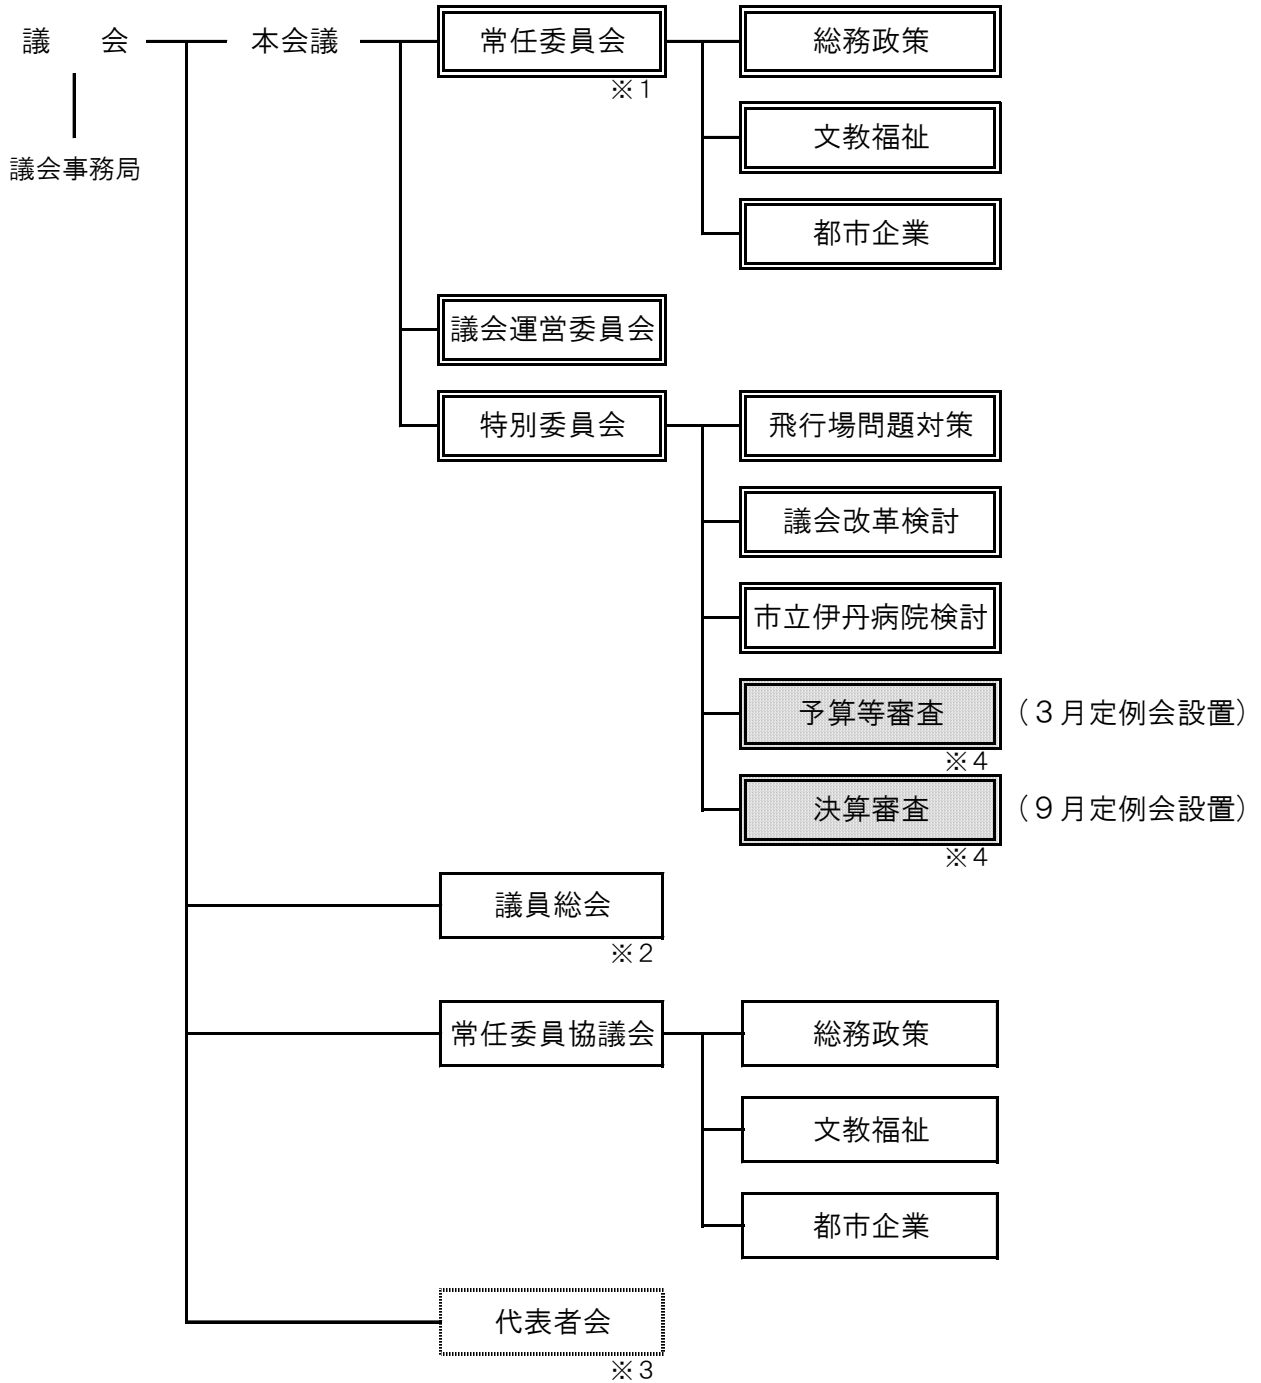 議　会
本会議
常任委員会
総務政策
※１
文教福祉
議会事務局
都市企業
議会運営委員会
特別委員会
飛行場問題対策
議会改革検討
市立伊丹病院検討
予算等審査
（３月定例会設置）
※４
決算審査
（９月定例会設置）
※４
議員総会
※２
常任委員協議会
総務政策
文教福祉
都市企業
代表者会
※３